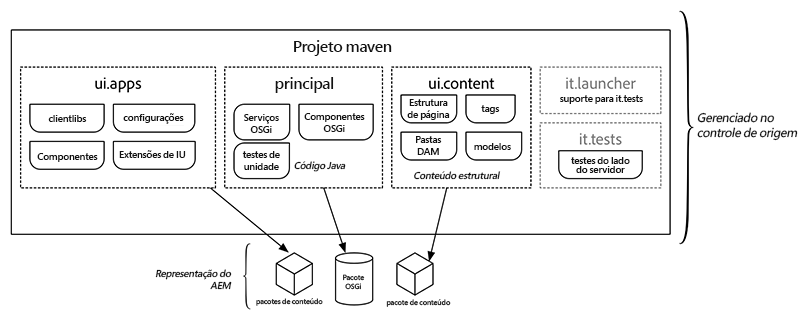 Projeto maven
ui.apps
clientlibs
configurações
Componentes
Extensões de IU
principal
Serviços
OSGi
Componentes
OSGi
testes de
unidade
Código Java
ui.content
Estrutura
de página
tags
Pastas
DAM
modelos
Conteúdo estrutural
it.launcher
suporte para it.tests
it.tests
testes do lado
do servidor
Gerenciado no
controle de origem
Representação do
AEM
pacotes de conteúdo
Pacote
OSGi
pacote de conteúdo